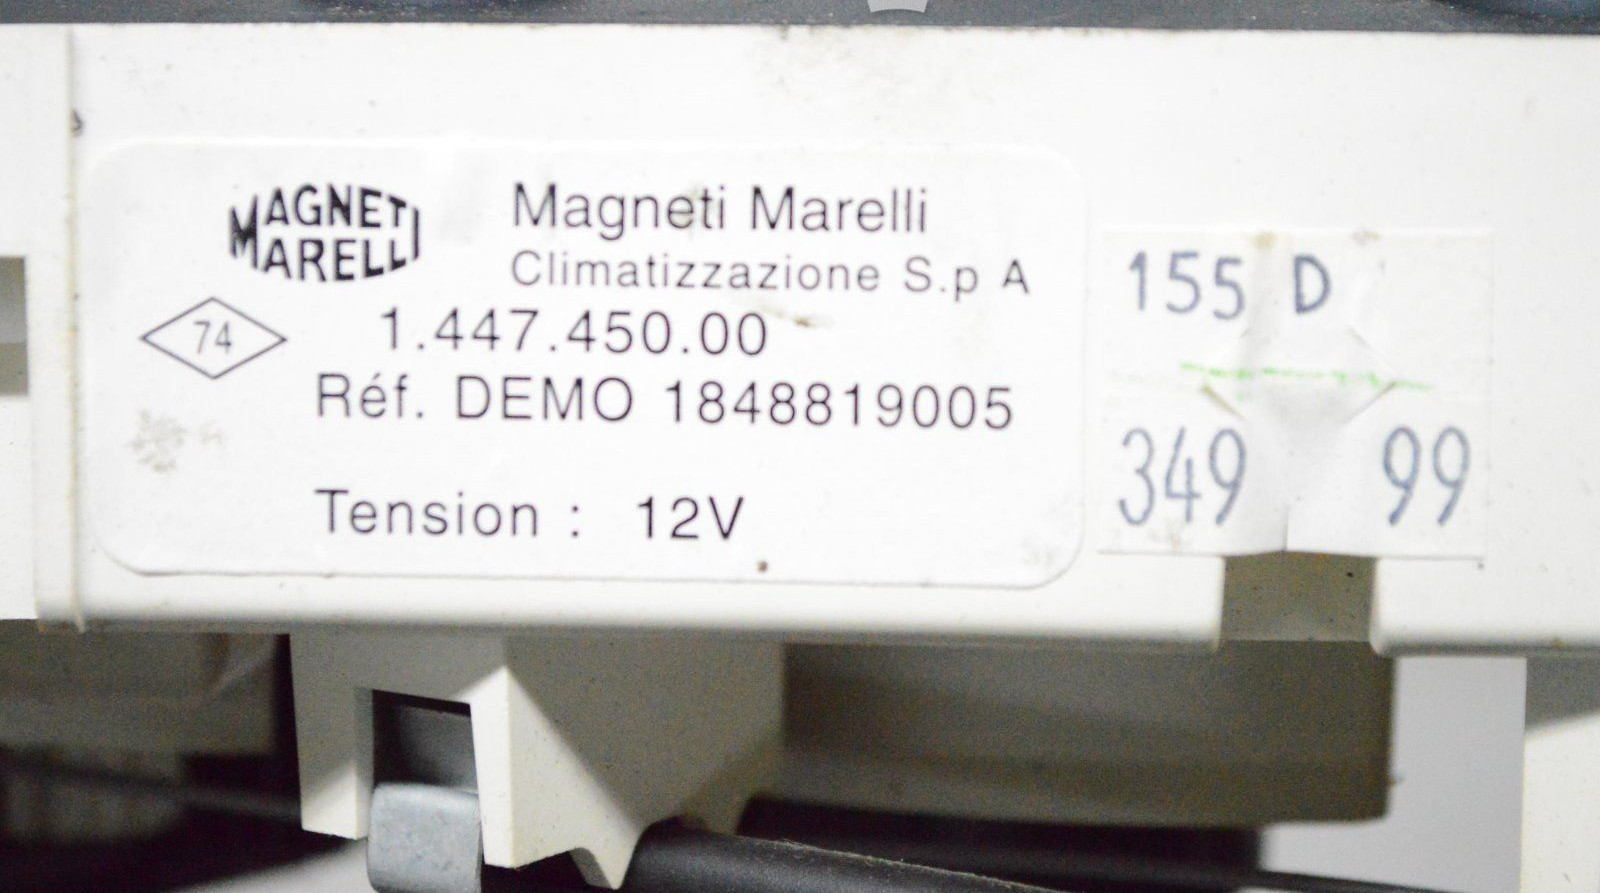 MAGNETI
MARELLI
Magneti Marelli
Climatizzazione S.p A
74
1.447.450.00
Réf. DEMO 1848819005
Tension : 12V
155 D
349 99